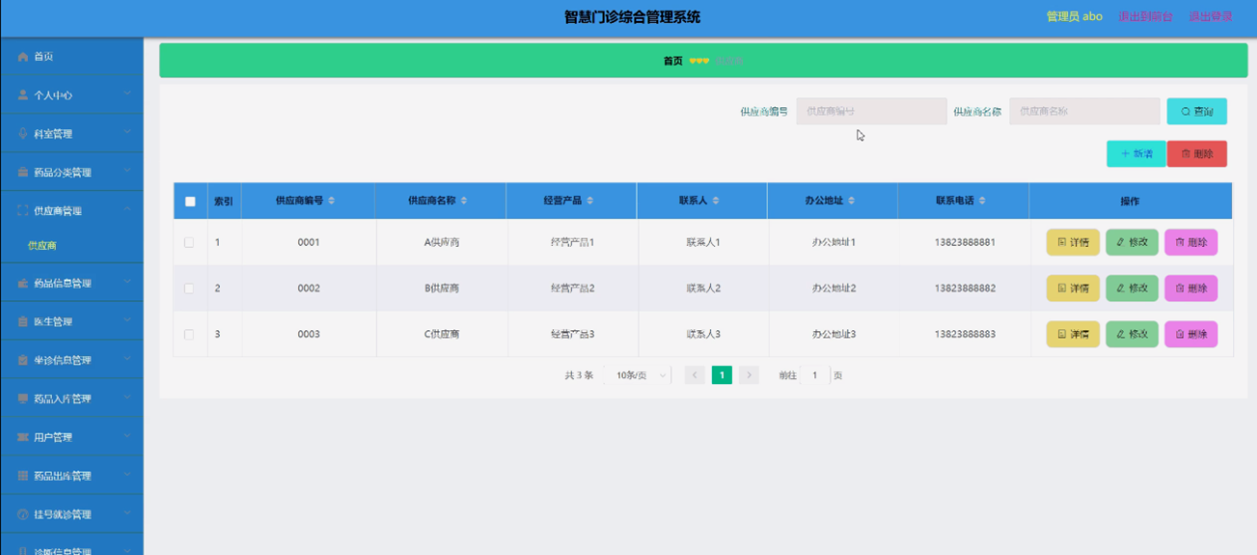 智慧门诊综合管理系统
管理员 abo 退出到前台 退出登录
首页
首页
个人中心
科室管理
药品分类管理
供应商管理
供应商
药品信息管理
医生管理
坐诊信息管理
药品入库管理
用户管理
药品出库管理
挂号就诊管理
诊断信息管理
供应商编号 供应商编号 供应商名称 供应商名称 查询
+ 新增 删除
索引 供应商编号 供应商名称 经营产品 联系人 办公地址 联系电话 操作
1 0001 A供应商 经营产品1 联系人1 办公地址1 13823888881 详情 修改 删除
2 0002 B供应商 经营产品2 联系人2 办公地址2 13823888882 详情 修改 删除
3 0003 C供应商 经营产品3 联系人3 办公地址3 13823888883 详情 修改 删除
共 3 条 10条/页 < 1 > 前往 1 页